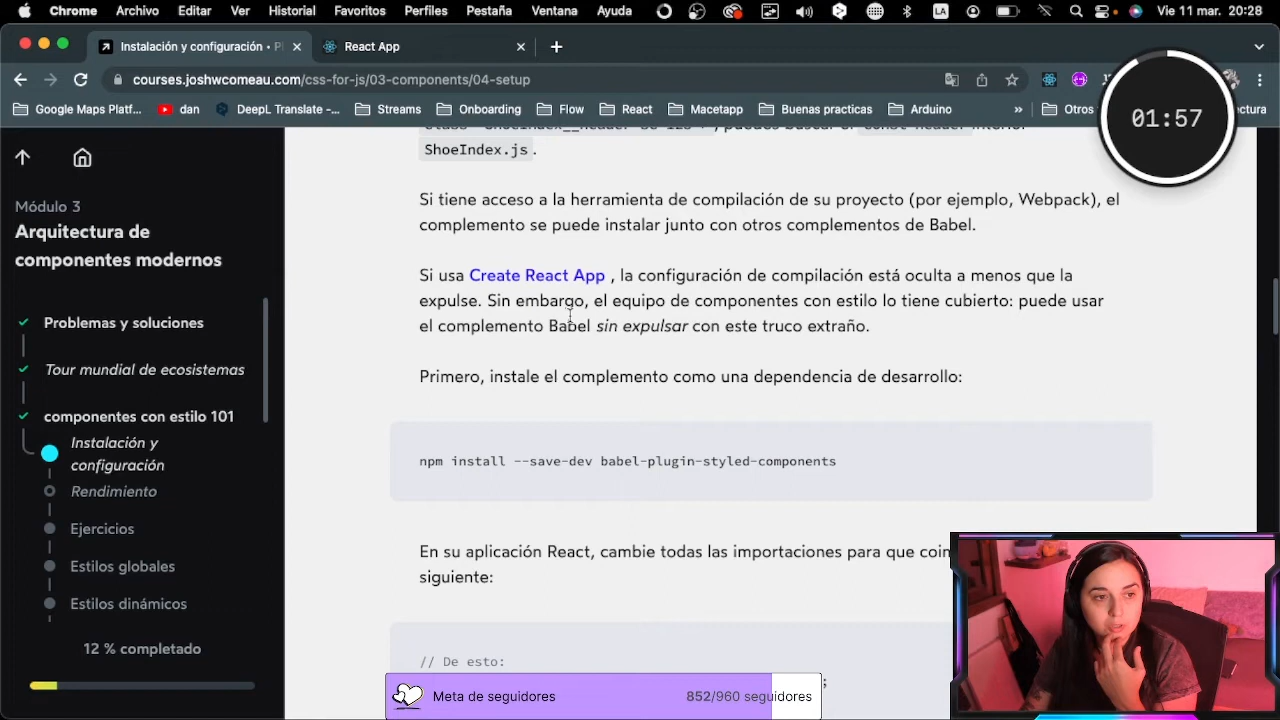 Chrome Archivo Editar Ver Historial Favoritos Perfiles Pestaña Ventana Ayuda LA Vie 11 mar. 20:28
Instalación y configuración •
React App
courses.joshwcomeau.com/css-for-js/03-components/04-setup
Google Maps Platf... dan DeepL Translate -... Streams Onboarding Flow React Macetapp Buenas practicas Arduino » Otros
01:57
Módulo 3
Arquitectura de
componentes modernos
Problemas y soluciones
Tour mundial de ecosistemas
componentes con estilo 101
Instalación y
configuración
Rendimiento
Ejercicios
Estilos globales
Estilos dinámicos
12 % completado
ShoeIndex.js.
Si tiene acceso a la herramienta de compilación de su proyecto (por ejemplo, Webpack), el
complemento se puede instalar junto con otros complementos de Babel.
Si usa Create React App , la configuración de compilación está oculta a menos que la
expulse. Sin embargo, el equipo de componentes con estilo lo tiene cubierto: puede usar
el complemento Babel sin expulsar con este truco extraño.
Primero, instale el complemento como una dependencia de desarrollo:
npm install --save-dev babel-plugin-styled-components
En su aplicación React, cambie todas las importaciones para que
siguiente:
// De esto:
;
Meta de seguidores 852/960 seguidores